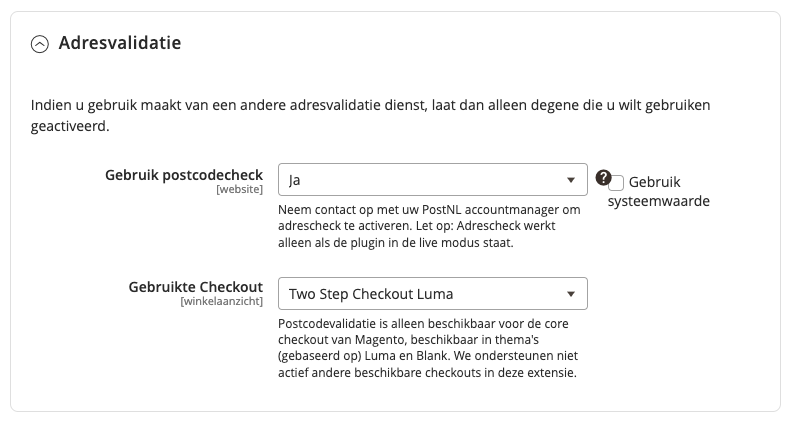 Adresvalidatie
Indien u gebruik maakt van een andere adresvalidatie dienst, laat dan alleen degene die u wilt gebruiken
geactiveerd.
Gebruik postcodecheck
[website]
Ja
?
Gebruik
systeemwaarde
Neem contact op met uw PostNL accountmanager om
adrescheck te activeren. Let op: Adrescheck werkt
alleen als de plugin in de live modus staat.
Gebruikte Checkout
[winkelaanzicht]
Two Step Checkout Luma
Postcodevalidatie is alleen beschikbaar voor de core
checkout van Magento, beschikbaar in thema's
(gebaseerd op) Luma en Blank. We ondersteunen niet
actief andere beschikbare checkouts in deze extensie.